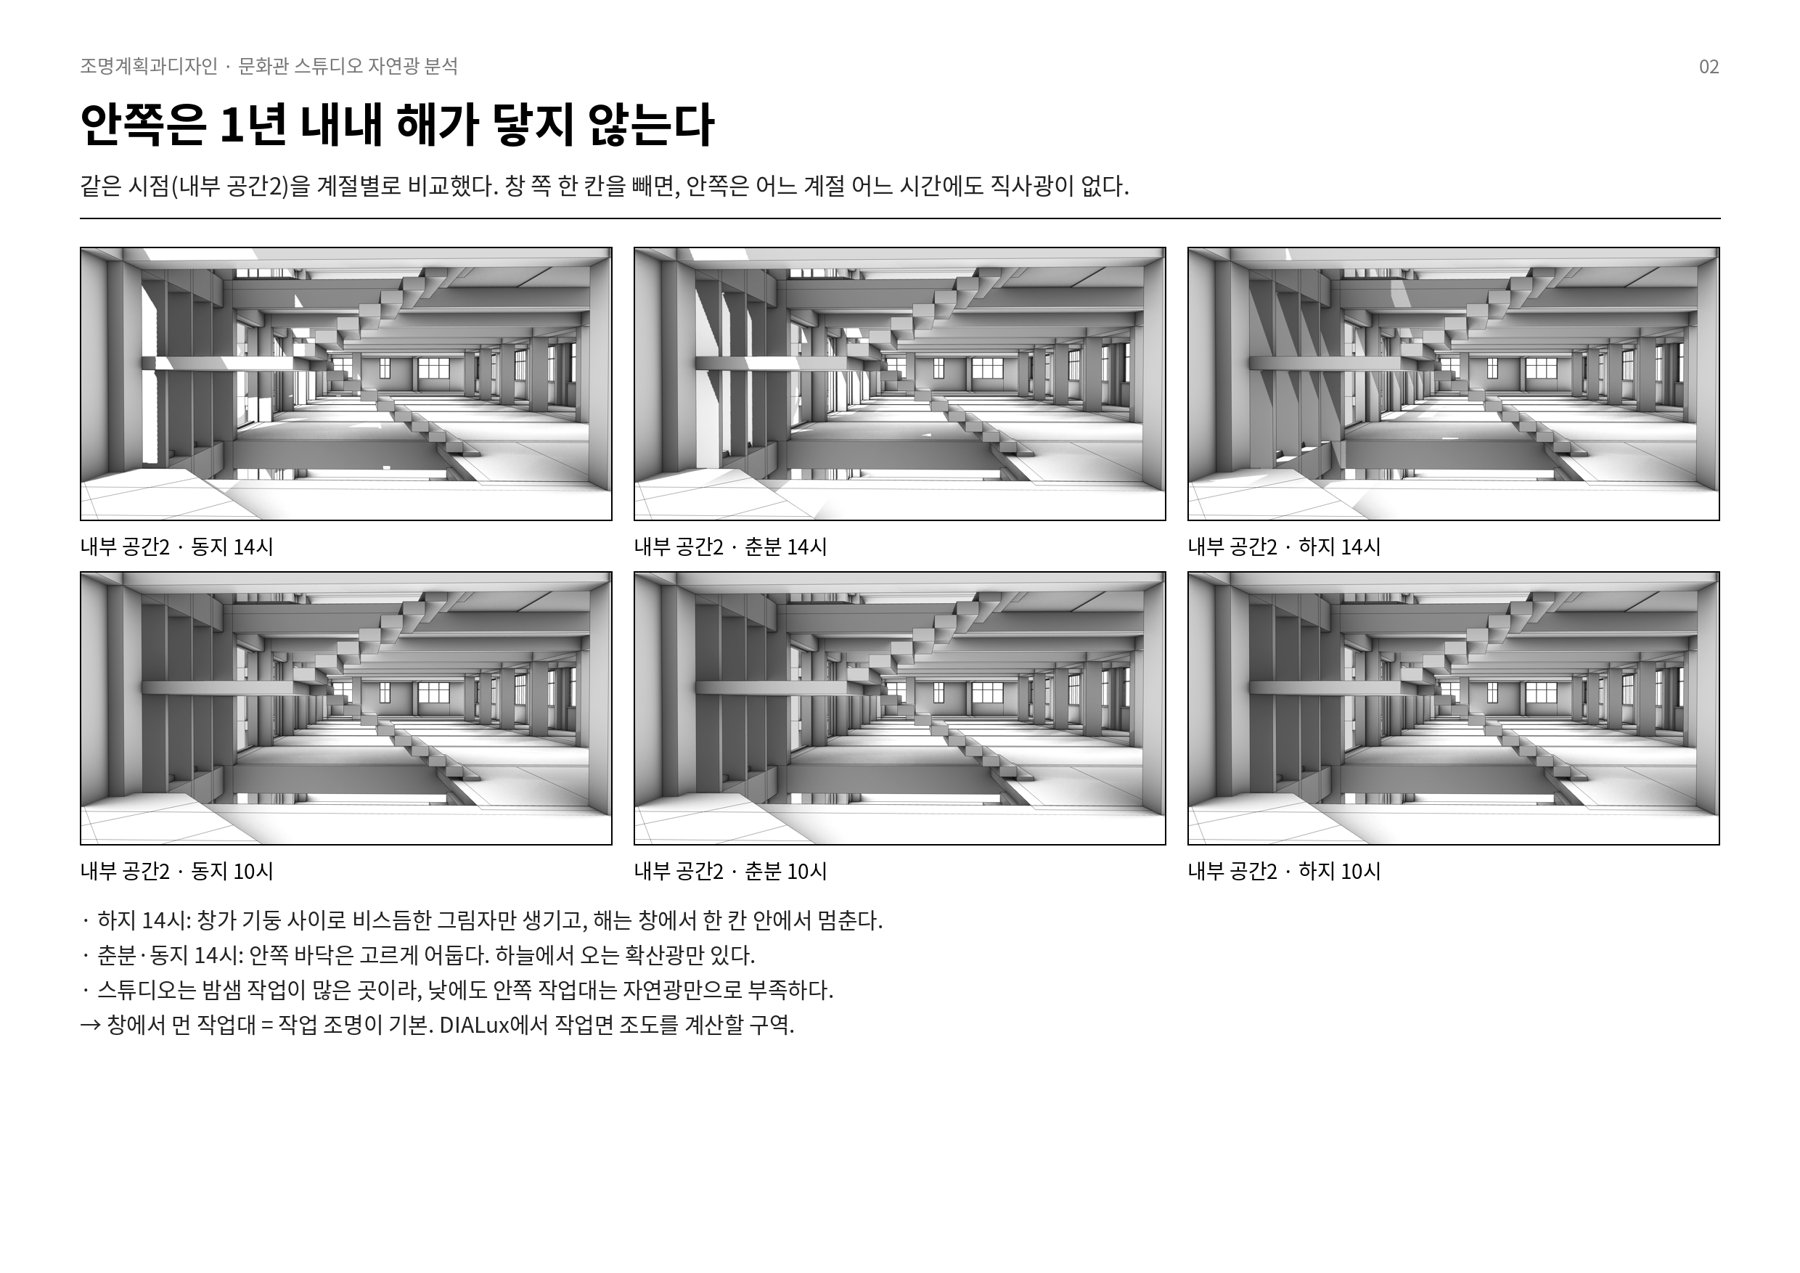 조명계획과디자인 · 문화관 스튜디오 자연광 분석
02
안쪽은 1년 내내 해가 닿지 않는다
같은 시점(내부 공간2)을 계절별로 비교했다. 창 쪽 한 칸을 빼면, 안쪽은 어느 계절 어느 시간에도 직사광이 없다.
내부 공간2 · 동지 14시
내부 공간2 · 춘분 14시
내부 공간2 · 하지 14시
내부 공간2 · 동지 10시
내부 공간2 · 춘분 10시
내부 공간2 · 하지 10시
· 하지 14시: 창가 기둥 사이로 비스듬한 그림자만 생기고, 해는 창에서 한 칸 안에서 멈춘다.
· 춘분·동지 14시: 안쪽 바닥은 고르게 어둡다. 하늘에서 오는 확산광만 있다.
· 스튜디오는 밤샘 작업이 많은 곳이라, 낮에도 안쪽 작업대는 자연광만으로 부족하다.
→ 창에서 먼 작업대 = 작업 조명이 기본. DIALux에서 작업면 조도를 계산할 구역.